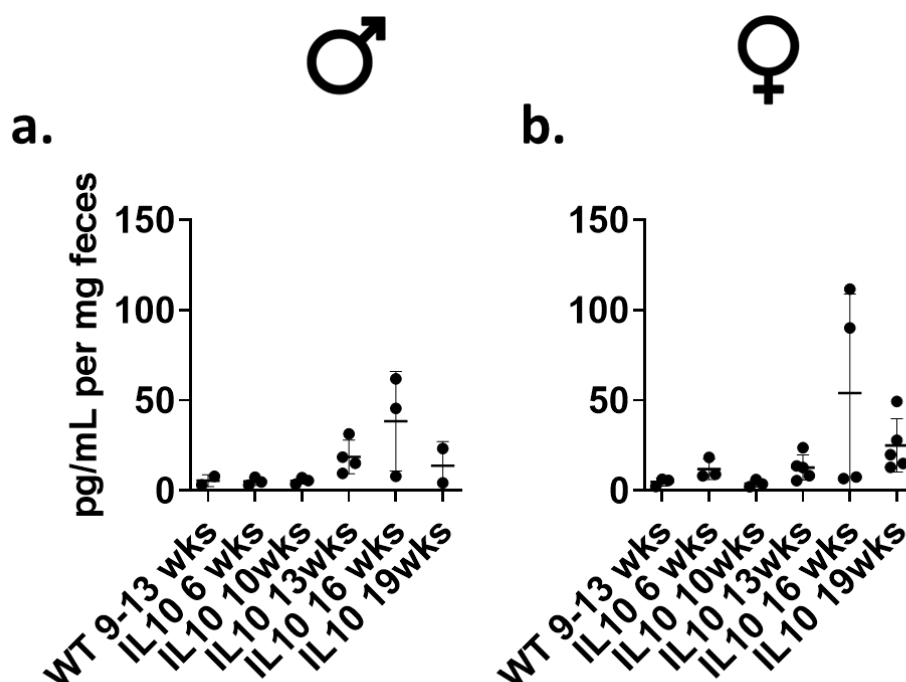 a.
pg/mL per mg feces
150
100
50
0
WT 9-13 wks
IL10 6 wks
IL10 10wks
IL10 13wks
IL10 16 wks
IL10 19wks
b.
150
100
50
0
WT 9-13 wks
IL10 6 wks
IL10 10wks
IL10 13wks
IL10 16 wks
IL10 19wks